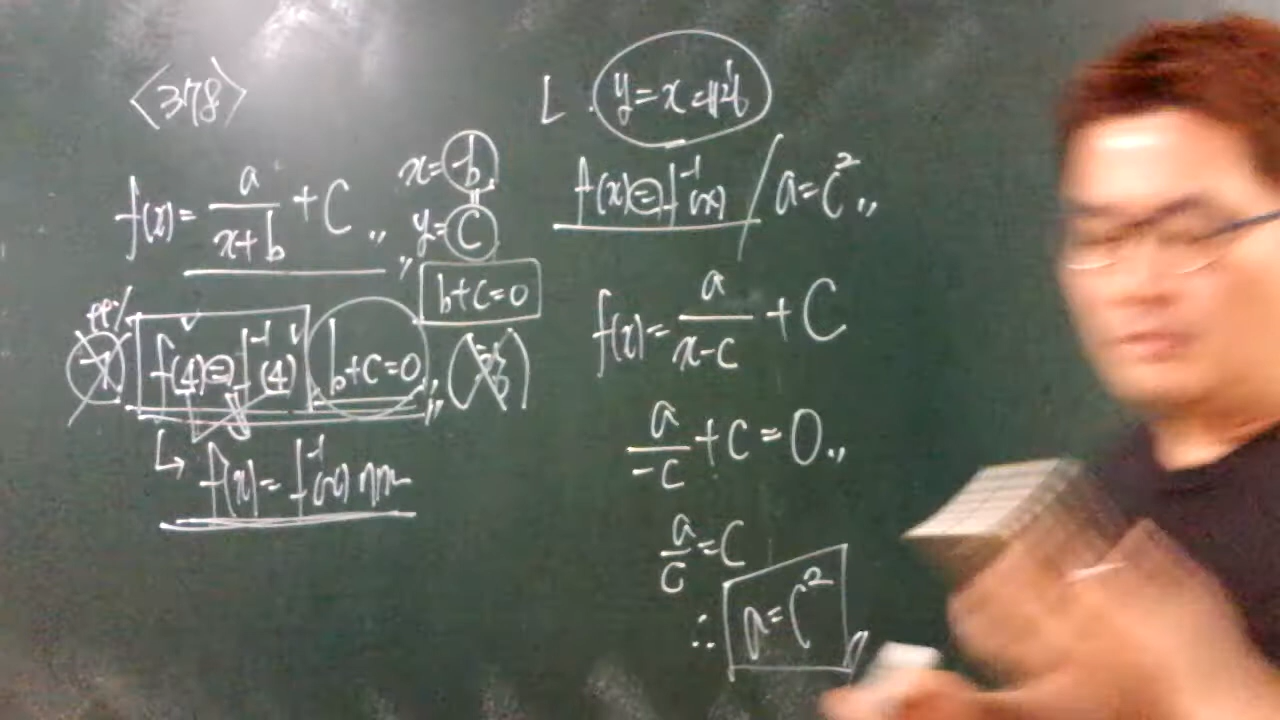 <378>
f(x) = a/(x+b) + C
x = -b
y = C
b+c=0
f(4) = f⁻¹(4)
b+c=0
↳ f(x) = f⁻¹(x)
L. y=x
f(x) = f⁻¹(x) / a=c²
f(x) = a/(x-c) + C
a/-c + c = 0
a/c = c
∴ a=c²